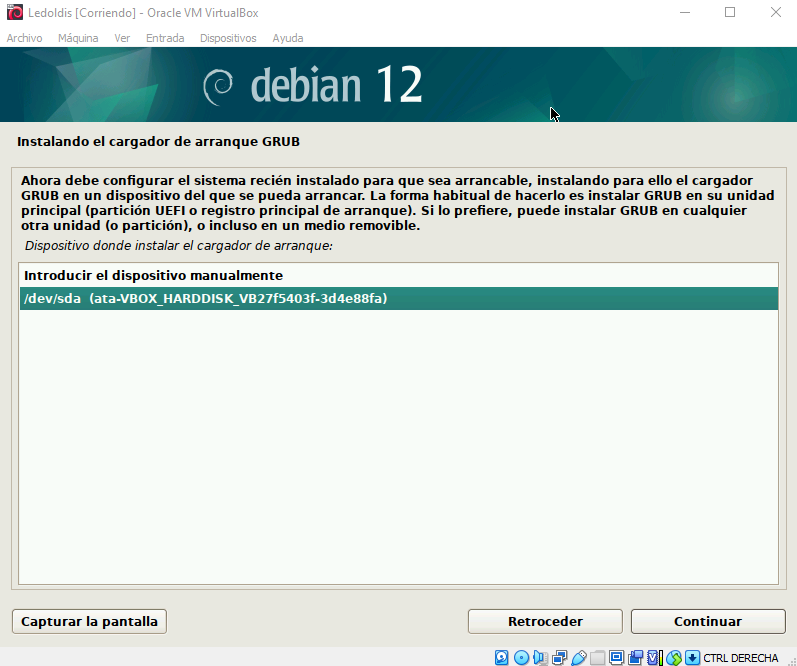 Ledoldis [Corriendo] - Oracle VM VirtualBox
Archivo Máquina Ver Entrada Dispositivos Ayuda
debian 12
Instalando el cargador de arranque GRUB
Ahora debe configurar el sistema recién instalado para que sea arrancable, instalando para ello el cargador
GRUB en un dispositivo del que se pueda arrancar. La forma habitual de hacerlo es instalar GRUB en su unidad
principal (partición UEFI o registro principal de arranque). Si lo prefiere, puede instalar GRUB en cualquier
otra unidad (o partición), o incluso en un medio removible.
Dispositivo donde instalar el cargador de arranque:
Introducir el dispositivo manualmente
/dev/sda (ata-VBOX_HARDDISK_VB27f5403f-3d4e88fa)
Capturar la pantalla Retroceder Continuar
CTRL DERECHA